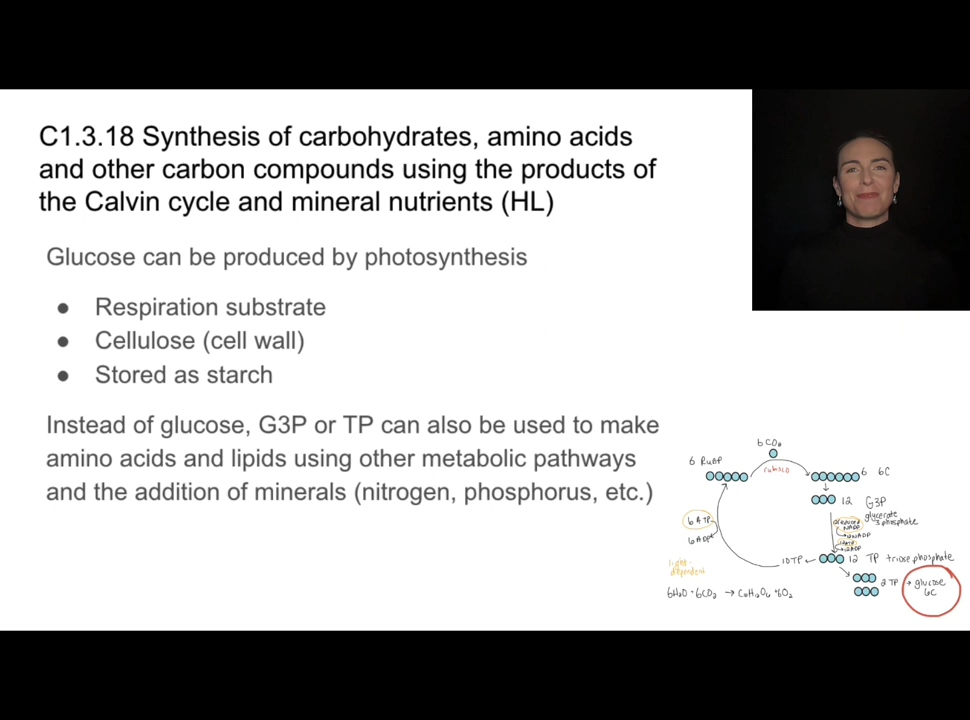 C1.3.18 Synthesis of carbohydrates, amino acids
and other carbon compounds using the products of
the Calvin cycle and mineral nutrients (HL)
Glucose can be produced by photosynthesis
● Respiration substrate
● Cellulose (cell wall)
● Stored as starch
Instead of glucose, G3P or TP can also be used to make
amino acids and lipids using other metabolic pathways
and the addition of minerals (nitrogen, phosphorus, etc.)
6 CO₂
6 RuBP
rubisco
6 6C
12 G3P
glycerate
3 phosphate
6 ATP
6 ADP
reduced
NADP
NADP
ADP
10 TP
12 TP triose phosphate
light-
dependent
2 TP → glucose
6C
6H₂O + 6CO₂ → C₆H₁₂O₆ + 6O₂